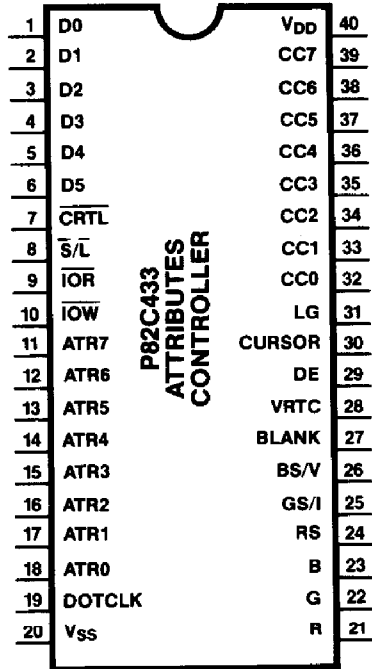 1 D0 VDD 40
2 D1 CC7 39
3 D2 CC6 38
4 D3 CC5 37
5 D4 CC4 36
6 D5 CC3 35
7 C̅R̅T̅L̅ CC2 34
8 S̅/L̅ CC1 33
9 I̅O̅R̅ CC0 32
10 I̅O̅W̅ LG 31
11 ATR7 CURSOR 30
12 ATR6 DE 29
13 ATR5 VRTC 28
14 ATR4 BLANK 27
15 ATR3 BS/V 26
16 ATR2 GS/I 25
17 ATR1 RS 24
18 ATR0 B 23
19 DOTCLK G 22
20 VSS R 21
P82C433
ATTRIBUTES
CONTROLLER